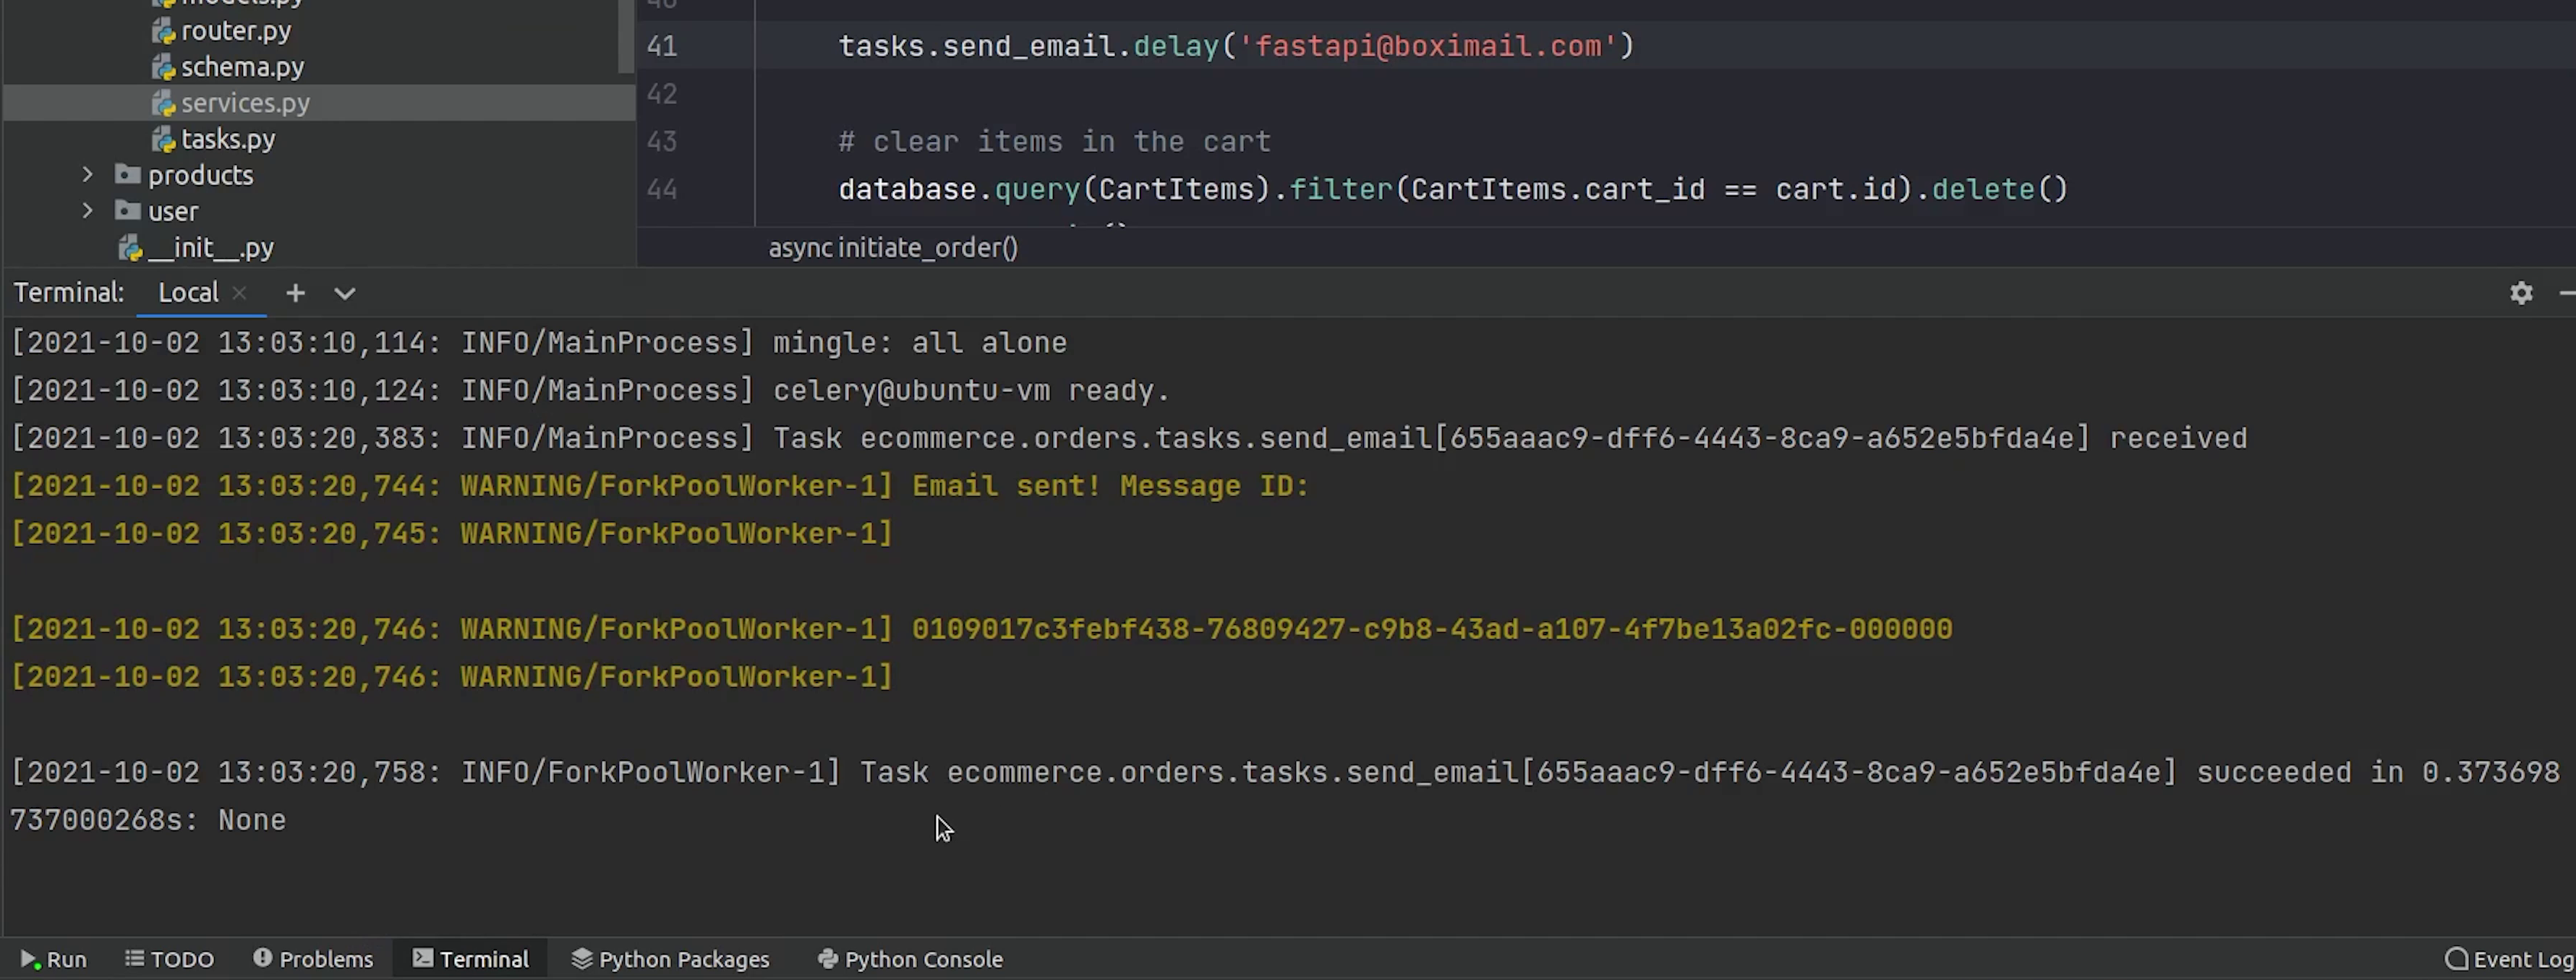 models.py
router.py
schema.py
services.py
tasks.py
products
user
__init__.py
40
41 tasks.send_email.delay('fastapi@boximail.com')
42
43 # clear items in the cart
44 database.query(CartItems).filter(CartItems.cart_id == cart.id).delete()
async initiate_order()
Terminal: Local
[2021-10-02 13:03:10,114: INFO/MainProcess] mingle: all alone
[2021-10-02 13:03:10,124: INFO/MainProcess] celery@ubuntu-vm ready.
[2021-10-02 13:03:20,383: INFO/MainProcess] Task ecommerce.orders.tasks.send_email[655aaac9-dff6-4443-8ca9-a652e5bfda4e] received
[2021-10-02 13:03:20,744: WARNING/ForkPoolWorker-1] Email sent! Message ID:
[2021-10-02 13:03:20,745: WARNING/ForkPoolWorker-1]
[2021-10-02 13:03:20,746: WARNING/ForkPoolWorker-1] 0109017c3febf438-76809427-c9b8-43ad-a107-4f7be13a02fc-000000
[2021-10-02 13:03:20,746: WARNING/ForkPoolWorker-1]
[2021-10-02 13:03:20,758: INFO/ForkPoolWorker-1] Task ecommerce.orders.tasks.send_email[655aaac9-dff6-4443-8ca9-a652e5bfda4e] succeeded in 0.373698
737000268s: None
Run TODO Problems Terminal Python Packages Python Console Event Log